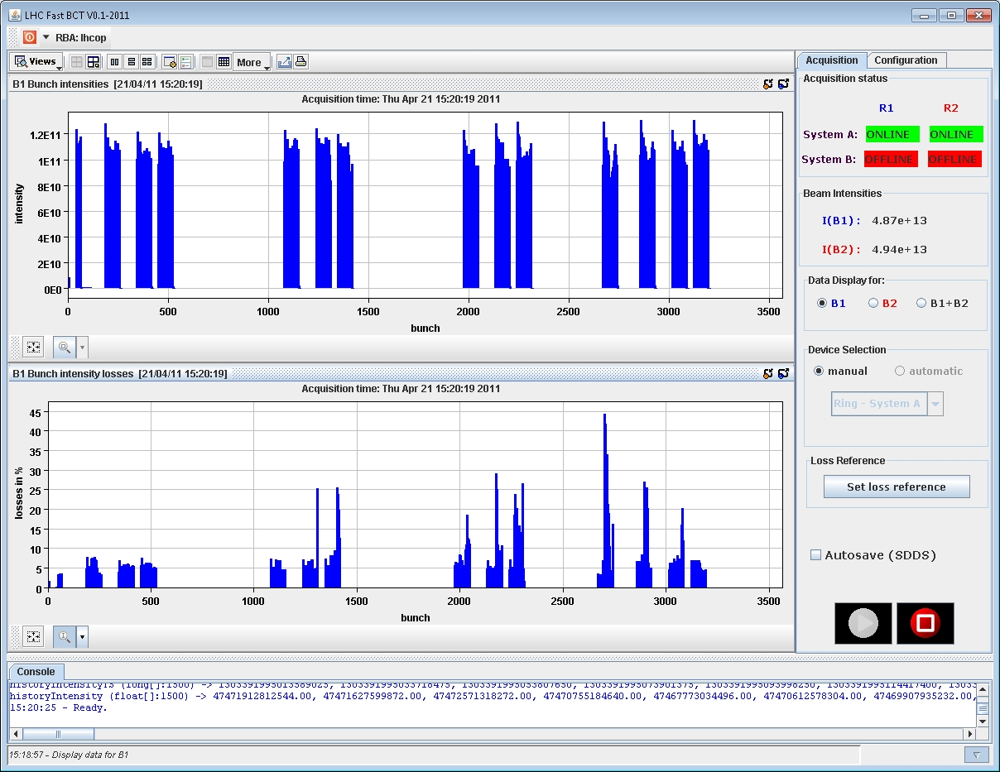 LHC Fast BCT V0.1-2011
RBA: lhcop
Views
More
B1 Bunch intensities [21/04/11 15:20:19]
Acquisition time: Thu Apr 21 15:20:19 2011
intensity
1.2E11
1E11
8E10
6E10
4E10
2E10
0E0
0 500 1000 1500 2000 2500 3000 3500
bunch
B1 Bunch intensity losses [21/04/11 15:20:19]
Acquisition time: Thu Apr 21 15:20:19 2011
losses in %
45
40
35
30
25
20
15
10
5
0
0 500 1000 1500 2000 2500 3000 3500
bunch
Acquisition Configuration
Acquisition status
R1 R2
System A: ONLINE ONLINE
System B: OFFLINE OFFLINE
Beam Intensities
I(B1): 4.87e+13
I(B2): 4.94e+13
Data Display for:
B1 B2 B1+B2
Device Selection
manual automatic
Ring - System A
Loss Reference
Set loss reference
Autosave (SDDS)
Console
historyIntensityTS (long[]:1500) ->
historyIntensity (float[]:1500) -> 47471912812544.00, 47471627599872.00, 47472571318272.00, 47470755184640.00, 47467773034496.00, 47470612578304.00, 47469907935232.00,
15:20:25 - Ready.
15:18:57 - Display data for B1